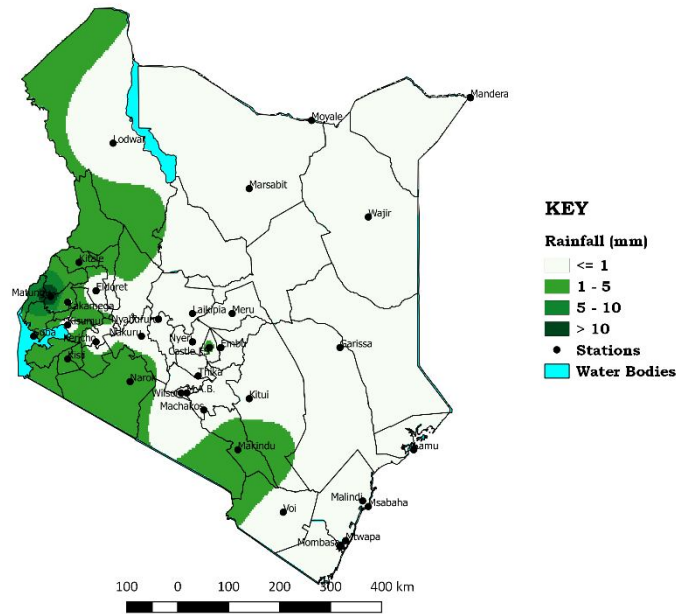 Mandera
Moyale
Lodwar
Marsabit
Wajir
KEY
Rainfall (mm)
<= 1
1 - 5
5 - 10
> 10
Stations
Water Bodies
Kitale
Eldoret
Kakamega
Kisumu
Kericho
Kisii
Nyahururu
Nakuru
Laikipia
Meru
Nyeri
Embu
Garissa
Thika
Narok
Kitui
Machakos
Makindu
Lamu
Voi
Malindi
Msabaha
Mtwapa
Mombasa
100 0 100 200 300 400 km